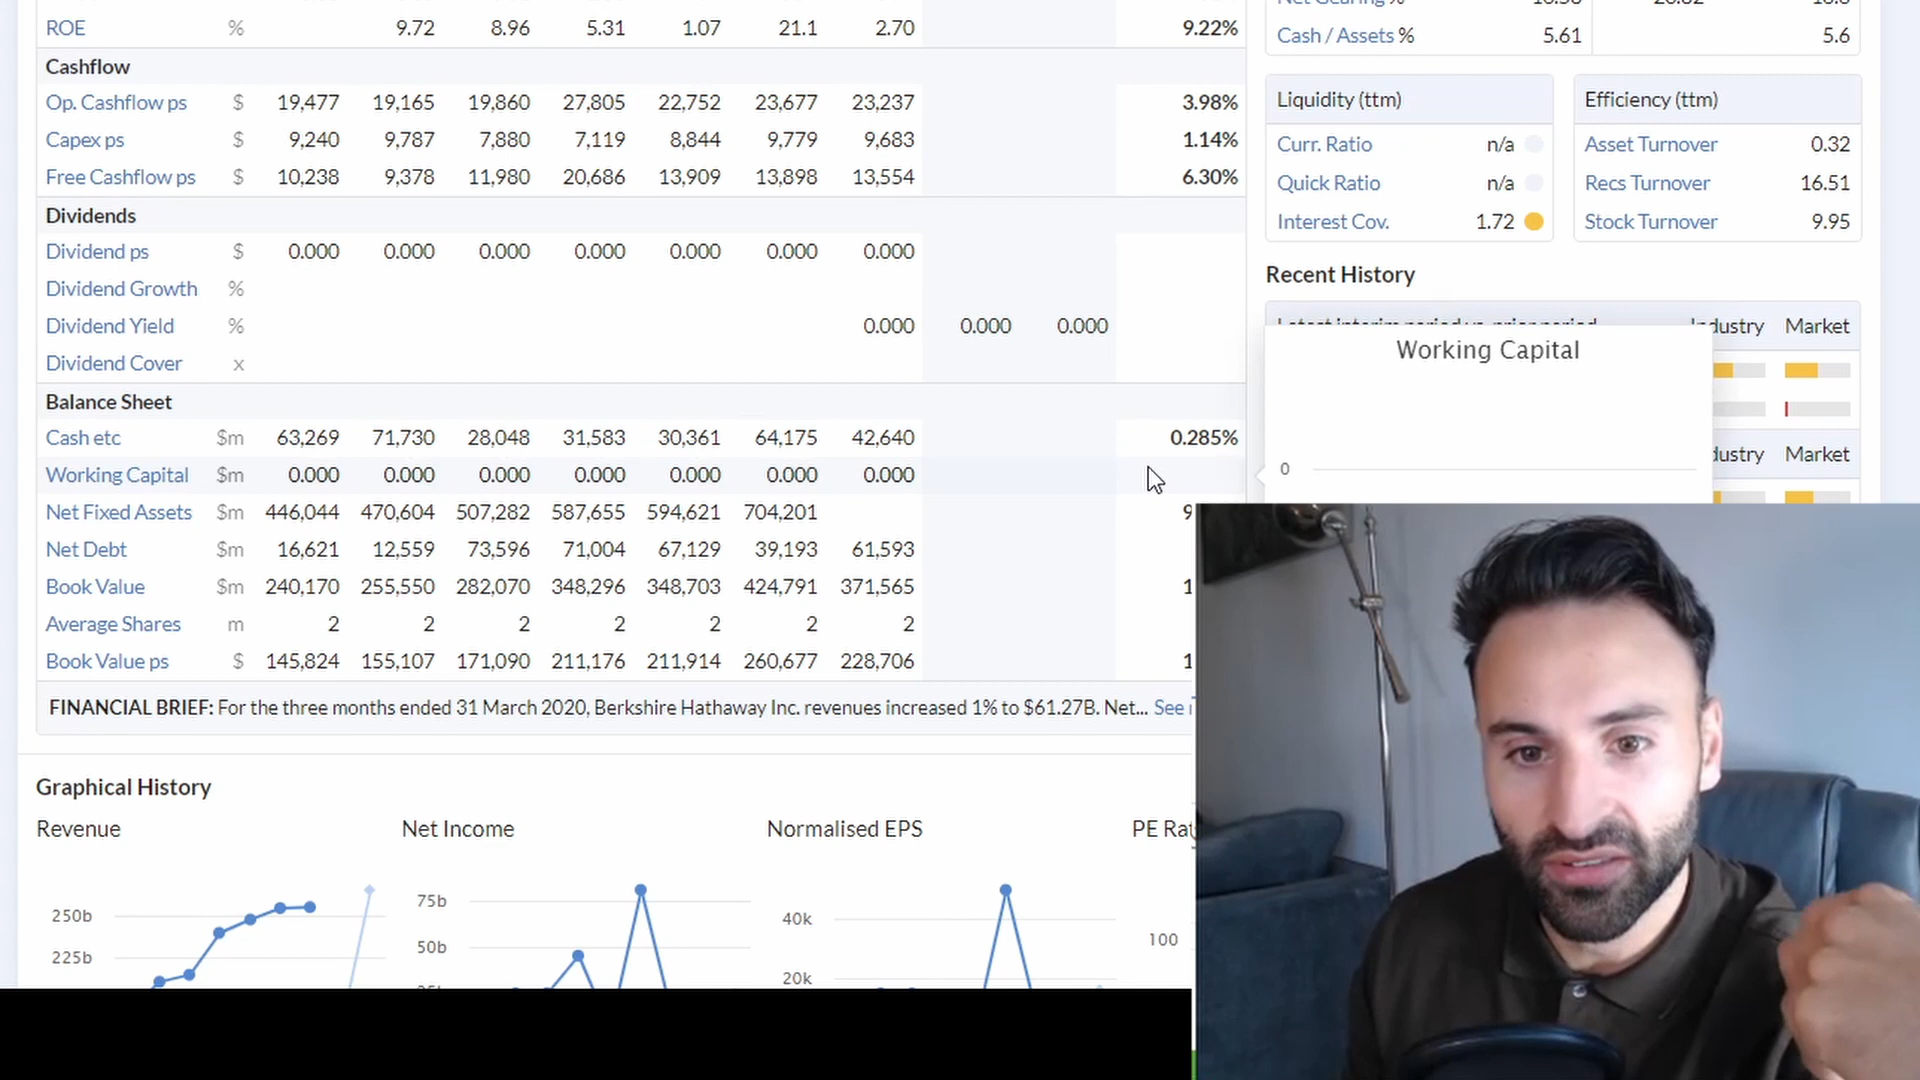 ROE % 9.72 8.96 5.31 1.07 21.1 2.70 9.22%
Cashflow
Op. Cashflow ps $ 19,477 19,165 19,860 27,805 22,752 23,677 23,237 3.98%
Capex ps $ 9,240 9,787 7,880 7,119 8,844 9,779 9,683 1.14%
Free Cashflow ps $ 10,238 9,378 11,980 20,686 13,909 13,898 13,554 6.30%
Dividends
Dividend ps $ 0.000 0.000 0.000 0.000 0.000 0.000 0.000
Dividend Growth %
Dividend Yield % 0.000 0.000 0.000
Dividend Cover x
Balance Sheet
Cash etc $m 63,269 71,730 28,048 31,583 30,361 64,175 42,640 0.285%
Working Capital $m 0.000 0.000 0.000 0.000 0.000 0.000 0.000
Net Fixed Assets $m 446,044 470,604 507,282 587,655 594,621 704,201 9
Net Debt $m 16,621 12,559 73,596 71,004 67,129 39,193 61,593
Book Value $m 240,170 255,550 282,070 348,296 348,703 424,791 371,565 1
Average Shares m 2 2 2 2 2 2 2
Book Value ps $ 145,824 155,107 171,090 211,176 211,914 260,677 228,706 1
FINANCIAL BRIEF: For the three months ended 31 March 2020, Berkshire Hathaway Inc. revenues increased 1% to $61.27B. Net... See
Graphical History
Revenue
250b
225b
Net Income
75b
50b
Normalised EPS
40k
20k
PE Rat
100
Cash / Assets % 5.61 5.6
Liquidity (ttm)
Curr. Ratio n/a
Quick Ratio n/a
Interest Cov. 1.72
Efficiency (ttm)
Asset Turnover 0.32
Recs Turnover 16.51
Stock Turnover 9.95
Recent History
Latest interim period vs. prior period Industry Market
Working Capital
0
dustry Market